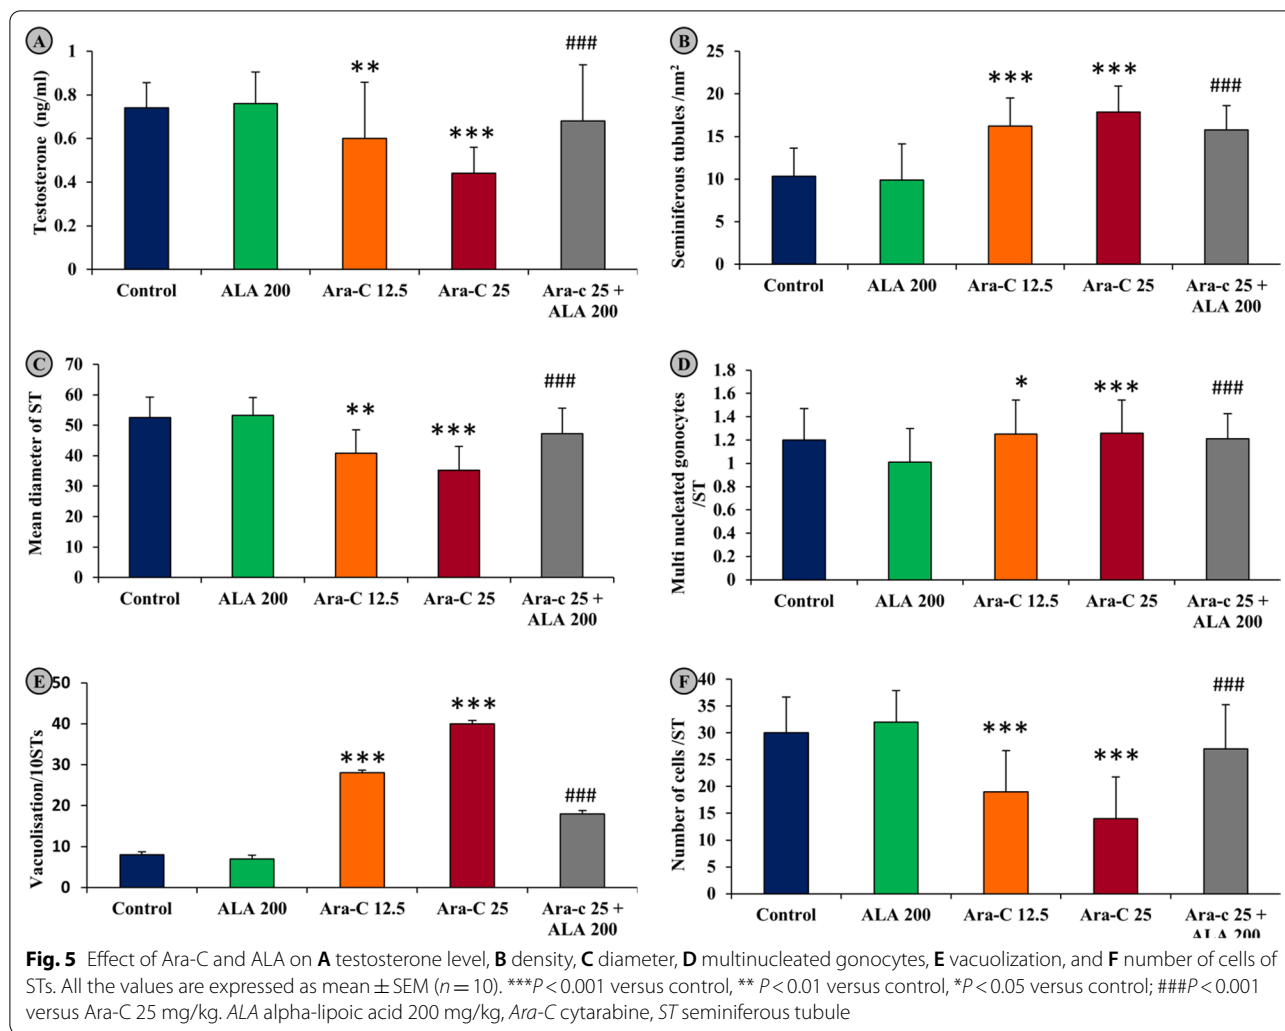 A
Testosterone (ng/ml)
1
0.8
0.6
0.4
0.2
0
**
***
###
Control ALA 200 Ara-C 12.5 Ara-C 25 Ara-c 25 +
ALA 200
B
Seminiferous tubules /nm²
25
20
15
10
5
0
***
***
###
Control ALA 200 Ara-C 12.5 Ara-C 25 Ara-c 25 +
ALA 200
C
Mean diameter of ST
70
60
50
40
30
20
10
0
**
***
###
Control ALA 200 Ara-C 12.5 Ara-C 25 Ara-c 25 +
ALA 200
D
Multi nucleated gonocytes
/ST
1.8
1.6
1.4
1.2
1
0.8
0.6
0.4
0.2
0
*
***
###
Control ALA 200 Ara-C 12.5 Ara-C 25 Ara-c 25 +
ALA 200
E
Vacuolisation/10STs
50
40
30
20
10
0
***
***
###
Control ALA 200 Ara-C 12.5 Ara-C 25 Ara-c 25 +
ALA 200
F
Number of cells /ST
40
35
30
25
20
15
10
5
0
***
***
###
Control ALA 200 Ara-C 12.5 Ara-C 25 Ara-c 25 +
ALA 200
Fig. 5 Effect of Ara-C and ALA on A testosterone level, B density, C diameter, D multinucleated gonocytes, E vacuolization, and F number of cells of
STs. All the values are expressed as mean ± SEM (n = 10). ***P < 0.001 versus control, ** P < 0.01 versus control, *P < 0.05 versus control; ###P < 0.001
versus Ara-C 25 mg/kg. ALA alpha-lipoic acid 200 mg/kg, Ara-C cytarabine, ST seminiferous tubule